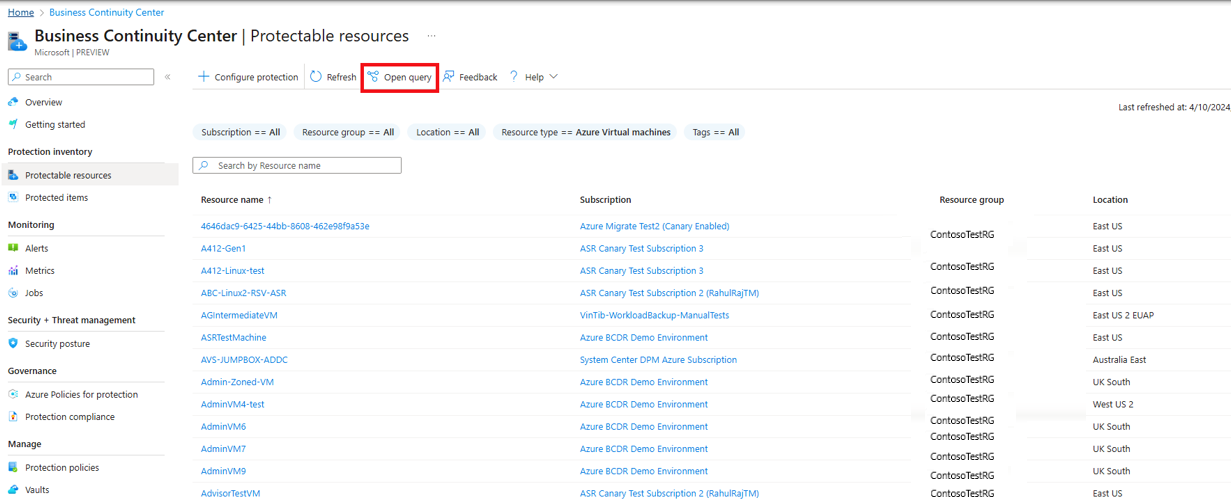 Home > Business Continuity Center
Business Continuity Center | Protectable resources ...
Microsoft | PREVIEW
Search «
+ Configure protection Refresh Open query Feedback ? Help
Overview
Getting started
Protection inventory
Protectable resources
Protected items
Monitoring
Alerts
Metrics
Jobs
Security + Threat management
Security posture
Governance
Azure Policies for protection
Protection compliance
Manage
Protection policies
Vaults
Last refreshed at: 4/10/2024,
Subscription == All Resource group == All Location == All Resource type == Azure Virtual machines Tags == All
Search by Resource name
Resource name ↑ Subscription Resource group Location
4646dac9-6425-44bb-8608-462e98f9a53e Azure Migrate Test2 (Canary Enabled) ContosoTestRG East US
A412-Gen1 ASR Canary Test Subscription 3 East US
A412-Linux-test ASR Canary Test Subscription 3 ContosoTestRG East US
ABC-Linux2-RSV-ASR ASR Canary Test Subscription 2 (RahulRajTM) ContosoTestRG East US
AGIntermediateVM VinTib-WorkloadBackup-ManualTests ContosoTestRG East US 2 EUAP
ASRTestMachine Azure BCDR Demo Environment ContosoTestRG East US
AVS-JUMPBOX-ADDC System Center DPM Azure Subscription ContosoTestRG Australia East
Admin-Zoned-VM Azure BCDR Demo Environment ContosoTestRG UK South
AdminVM4-test Azure BCDR Demo Environment ContosoTestRG West US 2
AdminVM6 Azure BCDR Demo Environment ContosoTestRG UK South
ContosoTestRG
AdminVM7 Azure BCDR Demo Environment ContosoTestRG UK South
AdminVM9 Azure BCDR Demo Environment ContosoTestRG UK South
AdvisorTestVM ASR Canary Test Subscription 2 (RahulRajTM) ContosoTestRG East US